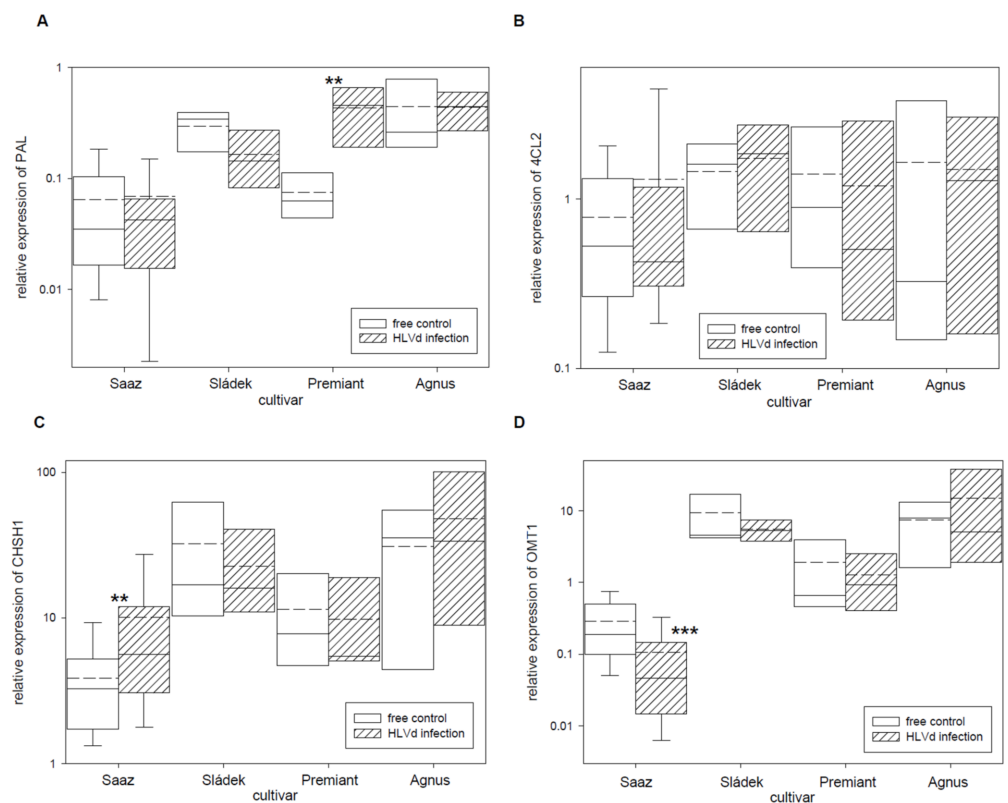 A
relative expression of PAL
1
0.1
0.01
**
free control
HLVd infection
Saaz Sládek Premiant Agnus
cultivar
B
relative expression of 4CL2
1
0.1
free control
HLVd infection
Saaz Sládek Premiant Agnus
cultivar
C
relative expression of CHSH1
100
10
1
**
free control
HLVd infection
Saaz Sládek Premiant Agnus
cultivar
D
relative expression of OMT1
10
1
0.1
0.01
***
free control
HLVd infection
Saaz Sládek Premiant Agnus
cultivar